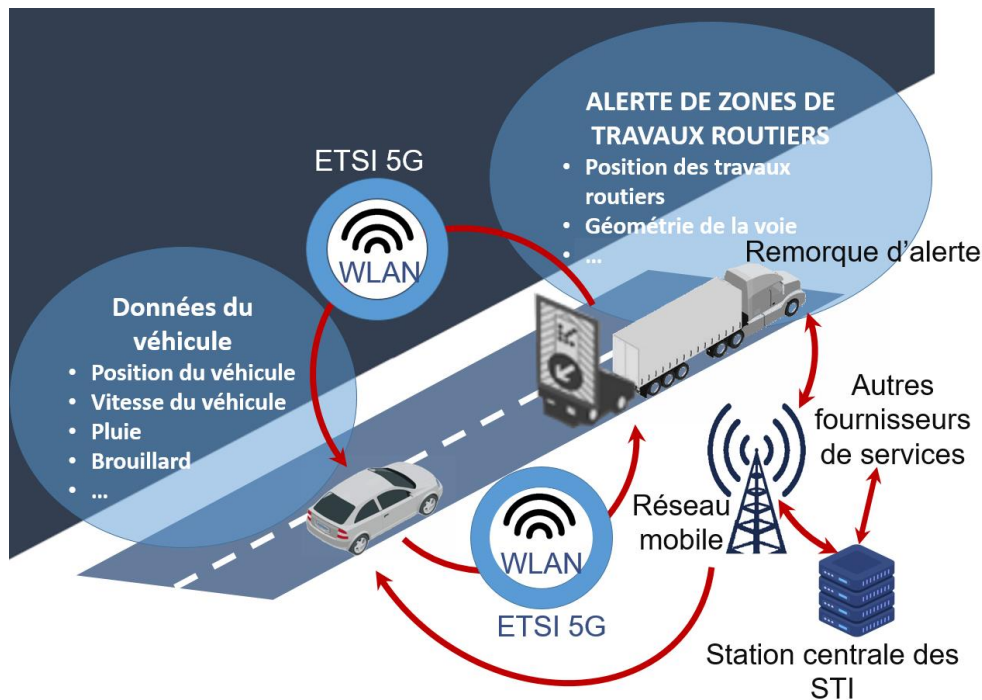 ALERTE DE ZONES DE
TRAVAUX ROUTIERS
• Position des travaux
routiers
• Géométrie de la voie
• ...
ETSI 5G
WLAN
Remorque d’alerte
Données du
véhicule
• Position du véhicule
• Vitesse du véhicule
• Pluie
• Brouillard
• ...
Autres
fournisseurs
de services
Réseau
mobile
WLAN
ETSI 5G
Station centrale des
STI